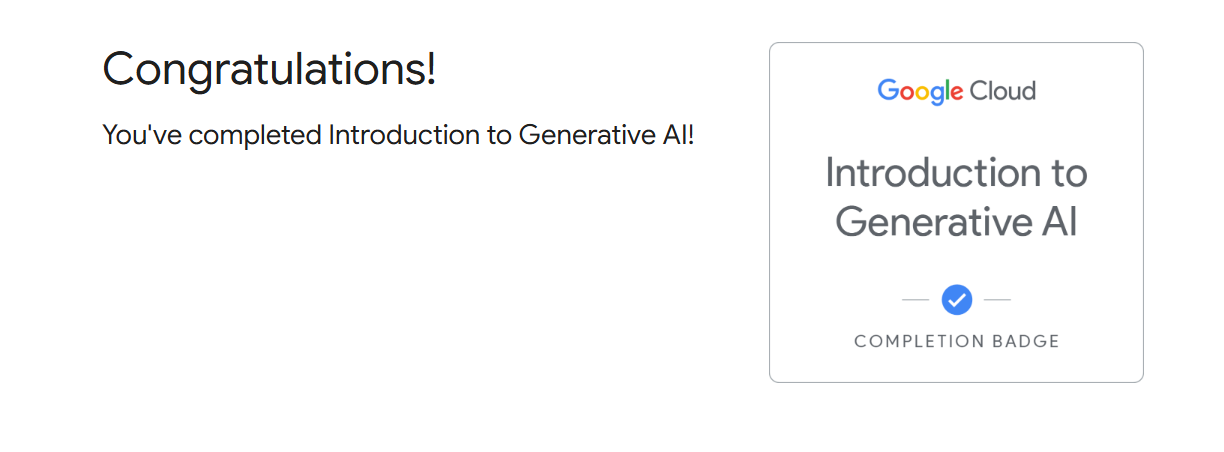 Congratulations!
You've completed Introduction to Generative AI!
Google Cloud
Introduction to
Generative AI
COMPLETION BADGE